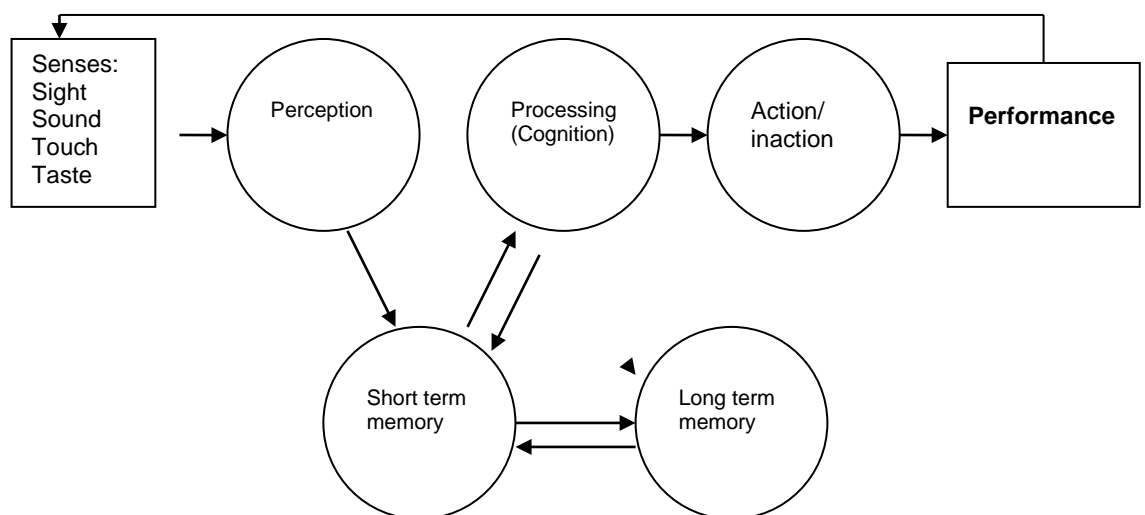 Senses:
Sight
Sound
Touch
Taste
Perception
Processing
(Cognition)
Action/
inaction
Performance
Short term
memory
Long term
memory